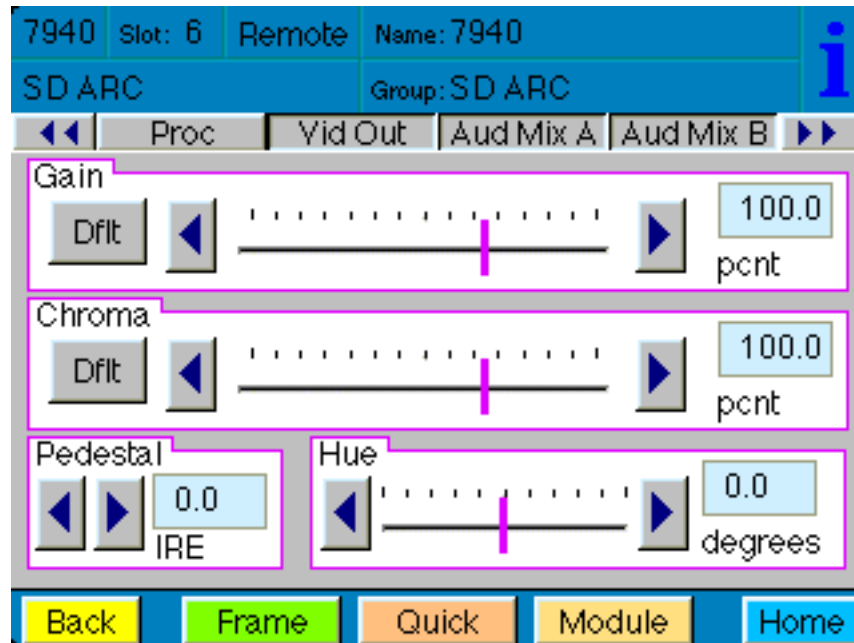 7940 Slot: 6 Remote Name: 7940
SD ARC Group: SD ARC
Proc Vid Out Aud Mix A Aud Mix B
Gain
Dflt 100.0
pcnt
Chroma
Dflt 100.0
pcnt
Pedestal Hue
0.0 0.0
IRE degrees
Back Frame Quick Module Home